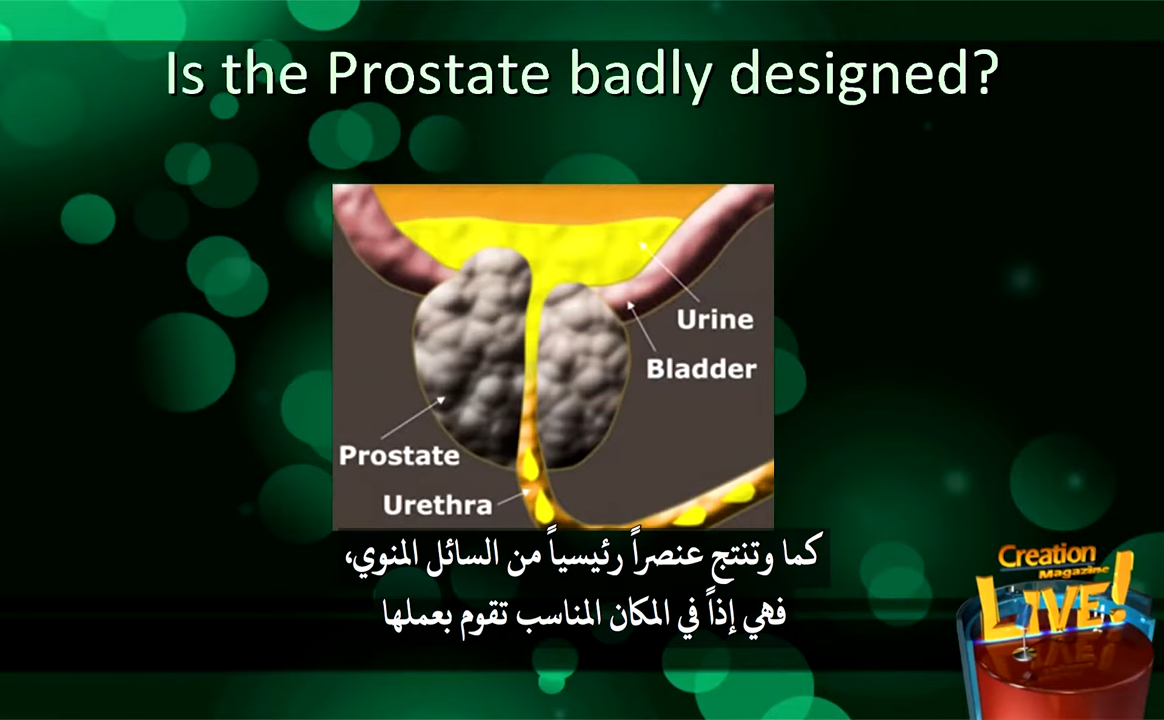 Is the Prostate badly designed?
Urine
Bladder
Prostate
Urethra
كما وتنتج عنصراً رئيسياً من السائل المنوي،
فهي إذاً في المكان المناسب تقوم بعملها
Creation
Magazine
LIVE!